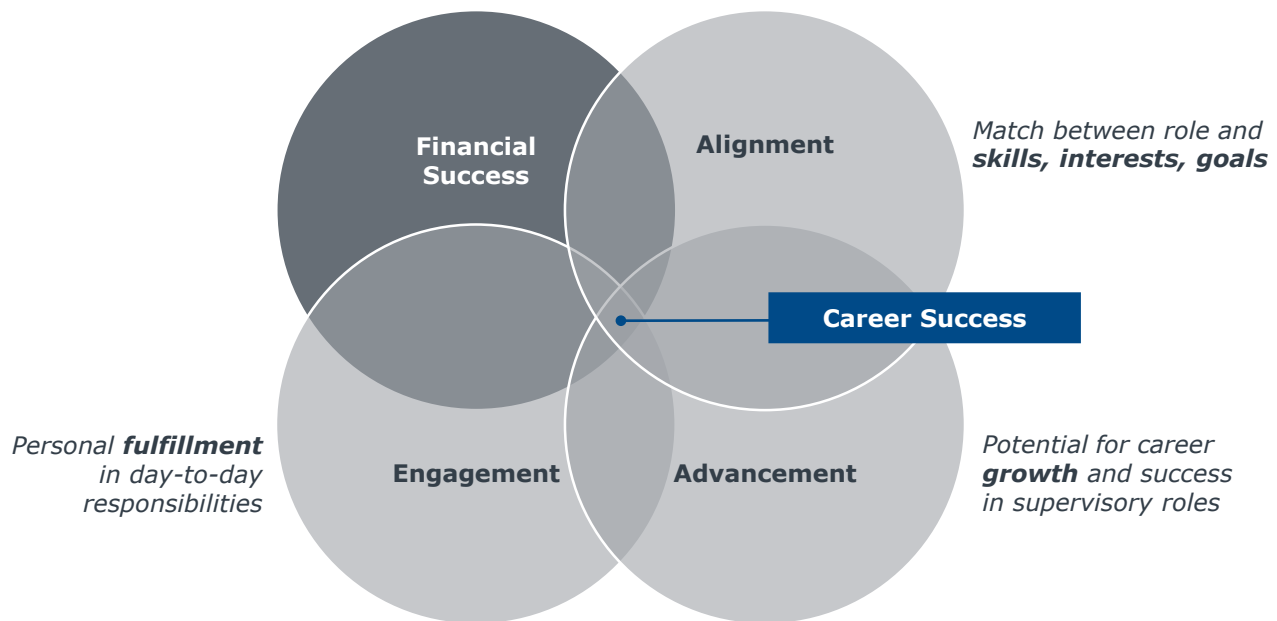 Financial
Success
Alignment
Match between role and
skills, interests, goals
Career Success
Personal fulfillment
in day-to-day
responsibilities
Engagement
Advancement
Potential for career
growth and success
in supervisory roles